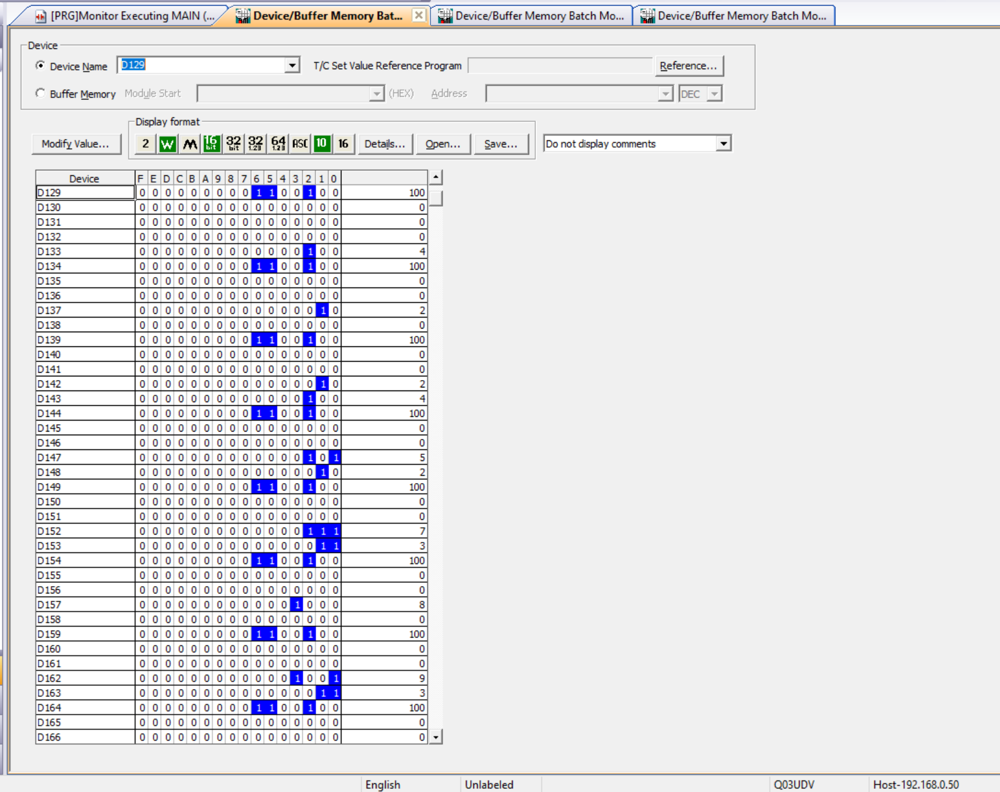 [PRG]Monitor Executing MAIN (... Device/Buffer Memory Bat... Device/Buffer Memory Batch Mo... Device/Buffer Memory Batch Mo...
Device
Device Name D129 T/C Set Value Reference Program Reference...
Buffer Memory Module Start (HEX) Address DEC
Display format
Modify Value... 2 W M 16 bit 32 bit 32 1.23 64 1.23 ASC 10 16 Details... Open... Save... Do not display comments
Device F E D C B A 9 8 7 6 5 4 3 2 1 0
D129 0 0 0 0 0 0 0 0 0 1 1 0 0 1 0 0 100
D130 0 0 0 0 0 0 0 0 0 0 0 0 0 0 0 0 0
D131 0 0 0 0 0 0 0 0 0 0 0 0 0 0 0 0 0
D132 0 0 0 0 0 0 0 0 0 0 0 0 0 0 0 0 0
D133 0 0 0 0 0 0 0 0 0 0 0 0 0 1 0 0 4
D134 0 0 0 0 0 0 0 0 0 1 1 0 0 1 0 0 100
D135 0 0 0 0 0 0 0 0 0 0 0 0 0 0 0 0 0
D136 0 0 0 0 0 0 0 0 0 0 0 0 0 0 0 0 0
D137 0 0 0 0 0 0 0 0 0 0 0 0 0 0 1 0 2
D138 0 0 0 0 0 0 0 0 0 0 0 0 0 0 0 0 0
D139 0 0 0 0 0 0 0 0 0 1 1 0 0 1 0 0 100
D140 0 0 0 0 0 0 0 0 0 0 0 0 0 0 0 0 0
D141 0 0 0 0 0 0 0 0 0 0 0 0 0 0 0 0 0
D142 0 0 0 0 0 0 0 0 0 0 0 0 0 0 1 0 2
D143 0 0 0 0 0 0 0 0 0 0 0 0 0 1 0 0 4
D144 0 0 0 0 0 0 0 0 0 1 1 0 0 1 0 0 100
D145 0 0 0 0 0 0 0 0 0 0 0 0 0 0 0 0 0
D146 0 0 0 0 0 0 0 0 0 0 0 0 0 0 0 0 0
D147 0 0 0 0 0 0 0 0 0 0 0 0 0 1 0 1 5
D148 0 0 0 0 0 0 0 0 0 0 0 0 0 0 1 0 2
D149 0 0 0 0 0 0 0 0 0 1 1 0 0 1 0 0 100
D150 0 0 0 0 0 0 0 0 0 0 0 0 0 0 0 0 0
D151 0 0 0 0 0 0 0 0 0 0 0 0 0 0 0 0 0
D152 0 0 0 0 0 0 0 0 0 0 0 0 0 1 1 1 7
D153 0 0 0 0 0 0 0 0 0 0 0 0 0 0 1 1 3
D154 0 0 0 0 0 0 0 0 0 1 1 0 0 1 0 0 100
D155 0 0 0 0 0 0 0 0 0 0 0 0 0 0 0 0 0
D156 0 0 0 0 0 0 0 0 0 0 0 0 0 0 0 0 0
D157 0 0 0 0 0 0 0 0 0 0 0 0 1 0 0 0 8
D158 0 0 0 0 0 0 0 0 0 0 0 0 0 0 0 0 0
D159 0 0 0 0 0 0 0 0 0 1 1 0 0 1 0 0 100
D160 0 0 0 0 0 0 0 0 0 0 0 0 0 0 0 0 0
D161 0 0 0 0 0 0 0 0 0 0 0 0 0 0 0 0 0
D162 0 0 0 0 0 0 0 0 0 0 0 0 1 0 0 1 9
D163 0 0 0 0 0 0 0 0 0 0 0 0 0 0 1 1 3
D164 0 0 0 0 0 0 0 0 0 1 1 0 0 1 0 0 100
D165 0 0 0 0 0 0 0 0 0 0 0 0 0 0 0 0 0
D166 0 0 0 0 0 0 0 0 0 0 0 0 0 0 0 0 0
English Unlabeled Q03UDV Host-192.168.0.50